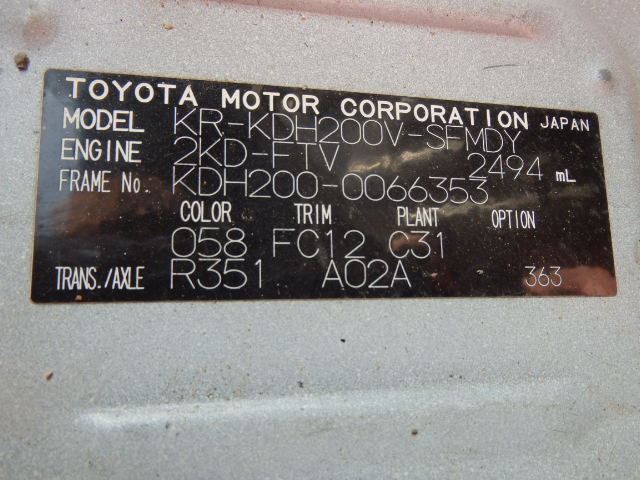 TOYOTA MOTOR CORPORATION JAPAN
MODEL KR-KDH200V-SFMDY
ENGINE 2KD-FTV 2494 mL
FRAME No. KDH200-0066353
COLOR TRIM PLANT OPTION
058 FC12 C31
TRANS./AXLE R351 A02A 363